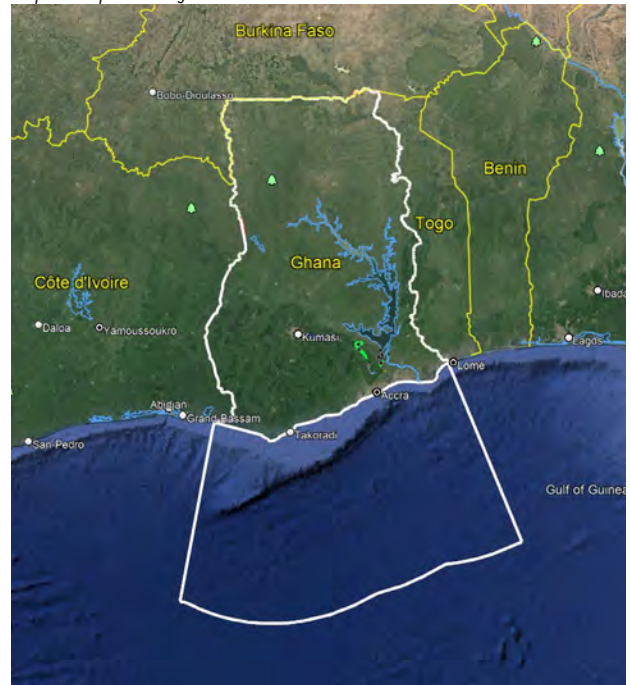 Burkina Faso
Bobo-Dioulasso
Benin
Togo
Ghana
Côte d'Ivoire
Ibada
Daloa
Yamoussoukro
Kumasi
Lagos
Lomé
Accra
Abidjan
Grand-Bassam
Takoradi
San-Pedro
Gulf of Guinea